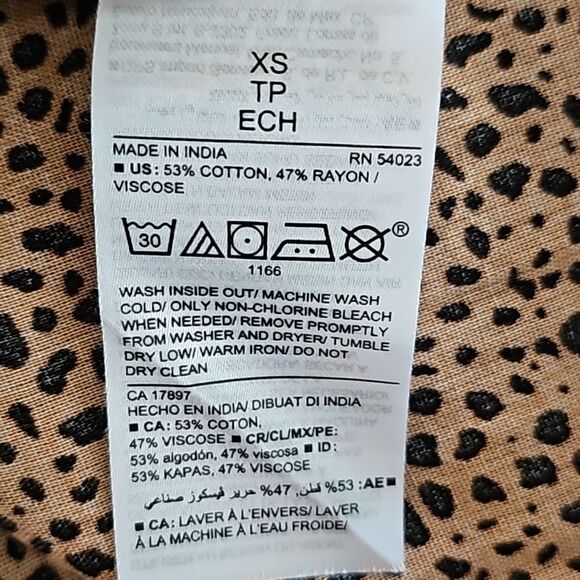 XS
TP
ECH
MADE IN INDIA RN 54023
■ US: 53% COTTON, 47% RAYON /
VISCOSE
30 ®
1166
WASH INSIDE OUT/ MACHINE WASH
COLD/ ONLY NON-CHLORINE BLEACH
WHEN NEEDED/ REMOVE PROMPTLY
FROM WASHER AND DRYER/ TUMBLE
DRY LOW/ WARM IRON/ DO NOT
DRY CLEAN
CA 17897
HECHO EN INDIA/ DIBUAT DI INDIA
■ CA: 53% COTON,
47% VISCOSE ■ CR/CL/MX/PE:
53% algodón, 47% viscosa ■ ID:
53% KAPAS, 47% VISCOSE
■ AE: 53% قطن, 47% حرير فيسكوز صناعي
■ CA: LAVER À L'ENVERS/ LAVER
À LA MACHINE À L'EAU FROIDE/